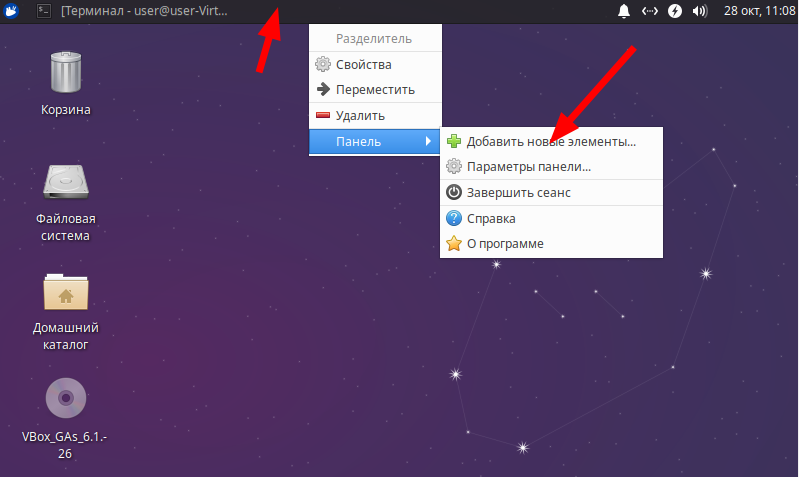 [Терминал - user@user-Virt...
28 окт, 11:08
Разделитель
Свойства
Переместить
Удалить
Панель
Добавить новые элементы...
Параметры панели...
Завершить сеанс
Справка
О программе
Корзина
Файловая
система
Домашний
каталог
VBox_GAs_6.1.-
26